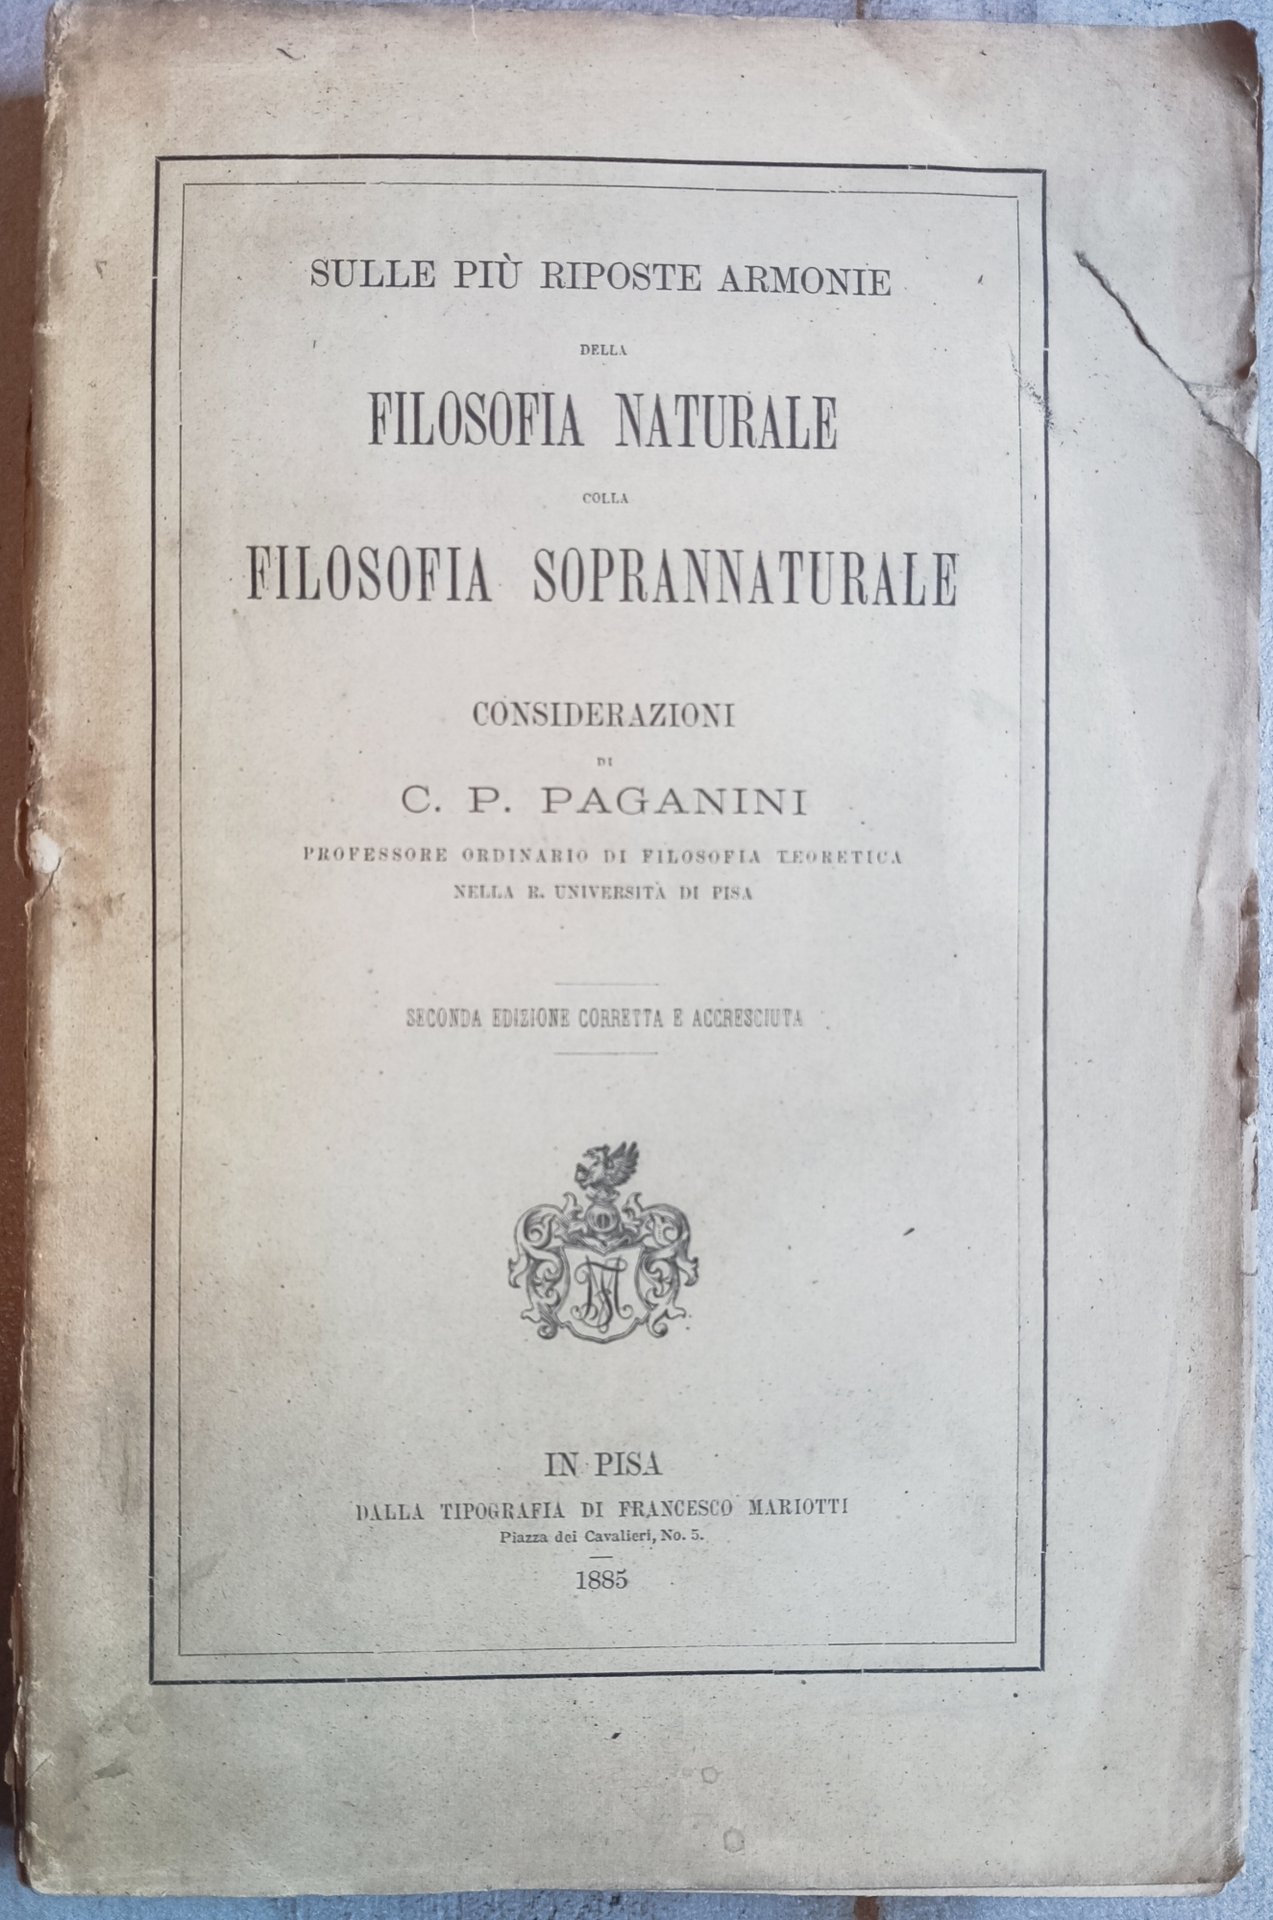 SULLE PIÙ RIPOSTE ARMONIE
DELLA
FILOSOFIA NATURALE
COLLA
FILOSOFIA SOPRANNATURALE
CONSIDERAZIONI
DI
C. P. PAGANINI
PROFESSORE ORDINARIO DI FILOSOFIA TEORETICA
NELLA R. UNIVERSITÀ DI PISA
SECONDA EDIZIONE CORRETTA E ACCRESCIUTA
IN PISA
DALLA TIPOGRAFIA DI FRANCESCO MARIOTTI
Piazza dei Cavalieri, No. 5.
1885